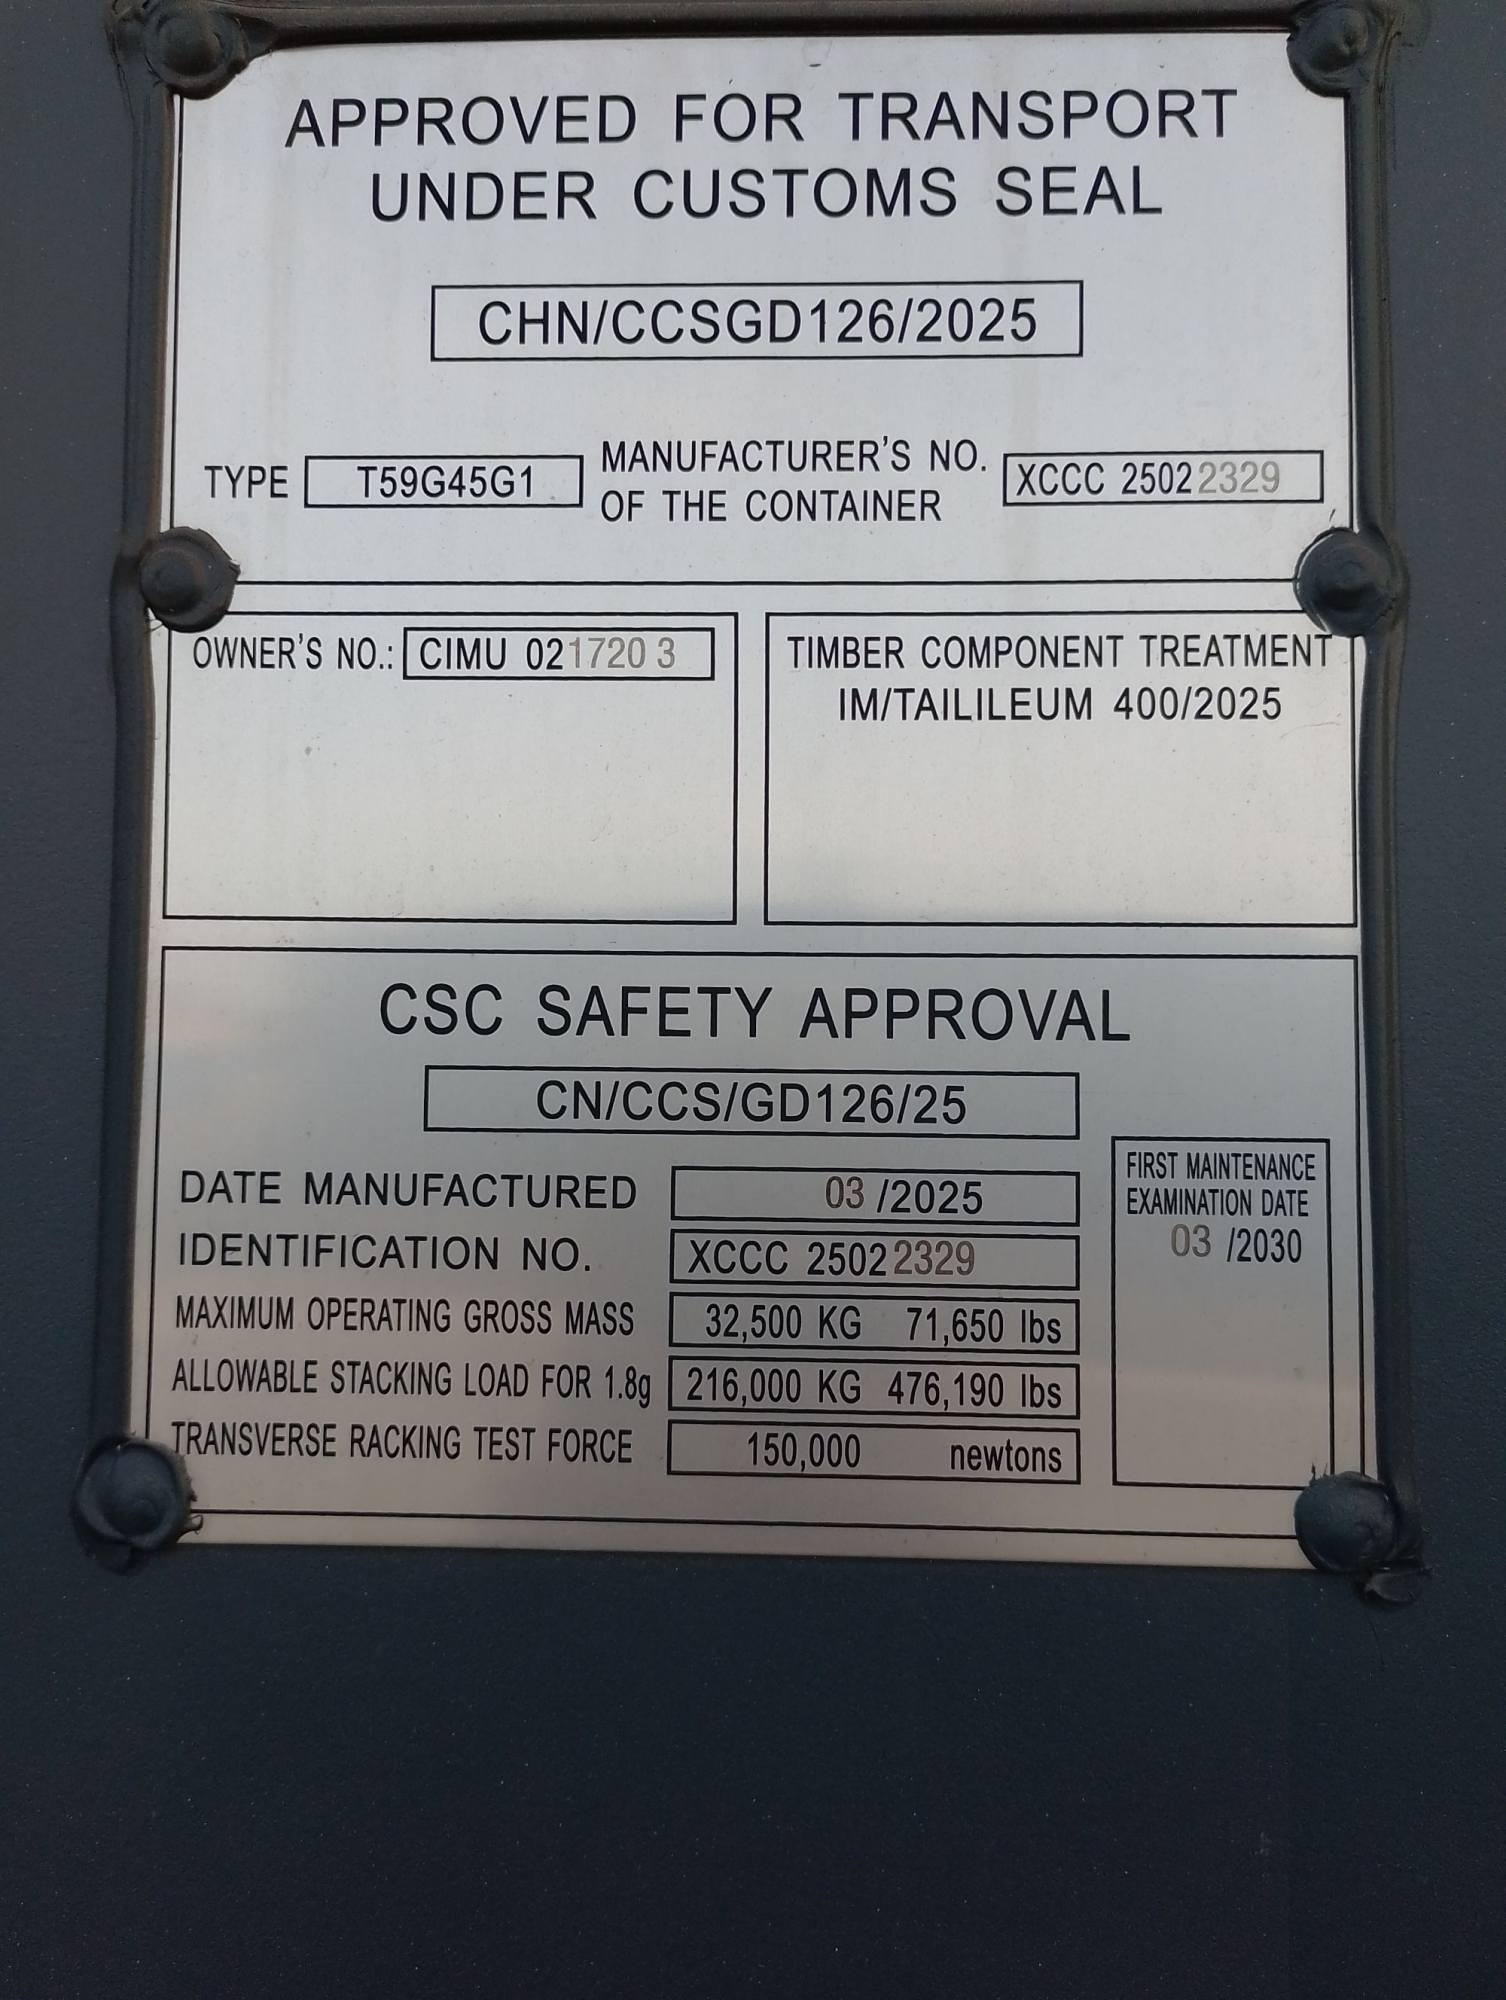 APPROVED FOR TRANSPORT
UNDER CUSTOMS SEAL
CHN/CCSGD126/2025
TYPE T59G45G1 MANUFACTURER'S NO. OF THE CONTAINER XCCC 25022329
OWNER'S NO.: CIMU 021720 3
TIMBER COMPONENT TREATMENT
IM/TAILILEUM 400/2025
CSC SAFETY APPROVAL
CN/CCS/GD126/25
DATE MANUFACTURED 03 /2025
IDENTIFICATION NO. XCCC 25022329
MAXIMUM OPERATING GROSS MASS 32,500 KG 71,650 lbs
ALLOWABLE STACKING LOAD FOR 1.8g 216,000 KG 476,190 lbs
TRANSVERSE RACKING TEST FORCE 150,000 newtons
FIRST MAINTENANCE
EXAMINATION DATE
03 /2030